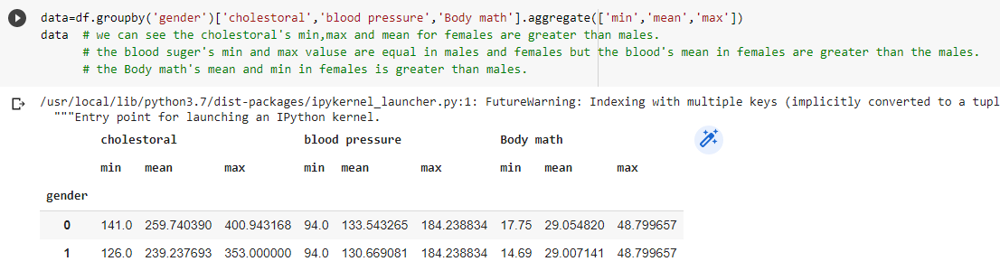 data=df.groupby('gender')['cholestoral','blood pressure','Body math'].aggregate(['min','mean','max'])
data # we can see the cholestoral's min,max and mean for females are greater than males.
# the blood suger's min and max valuse are equal in males and females but the blood's mean in females are greater than the males.
# the Body math's mean and min in females is greater than males.
/usr/local/lib/python3.7/dist-packages/ipykernel_launcher.py:1: FutureWarning: Indexing with multiple keys (implicitly converted to a tupl
"""Entry point for launching an IPython kernel.
cholestoral blood pressure Body math
min mean max min mean max min mean max
gender
0 141.0 259.740390 400.943168 94.0 133.543265 184.238834 17.75 29.054820 48.799657
1 126.0 239.237693 353.000000 94.0 130.669081 184.238834 14.69 29.007141 48.799657